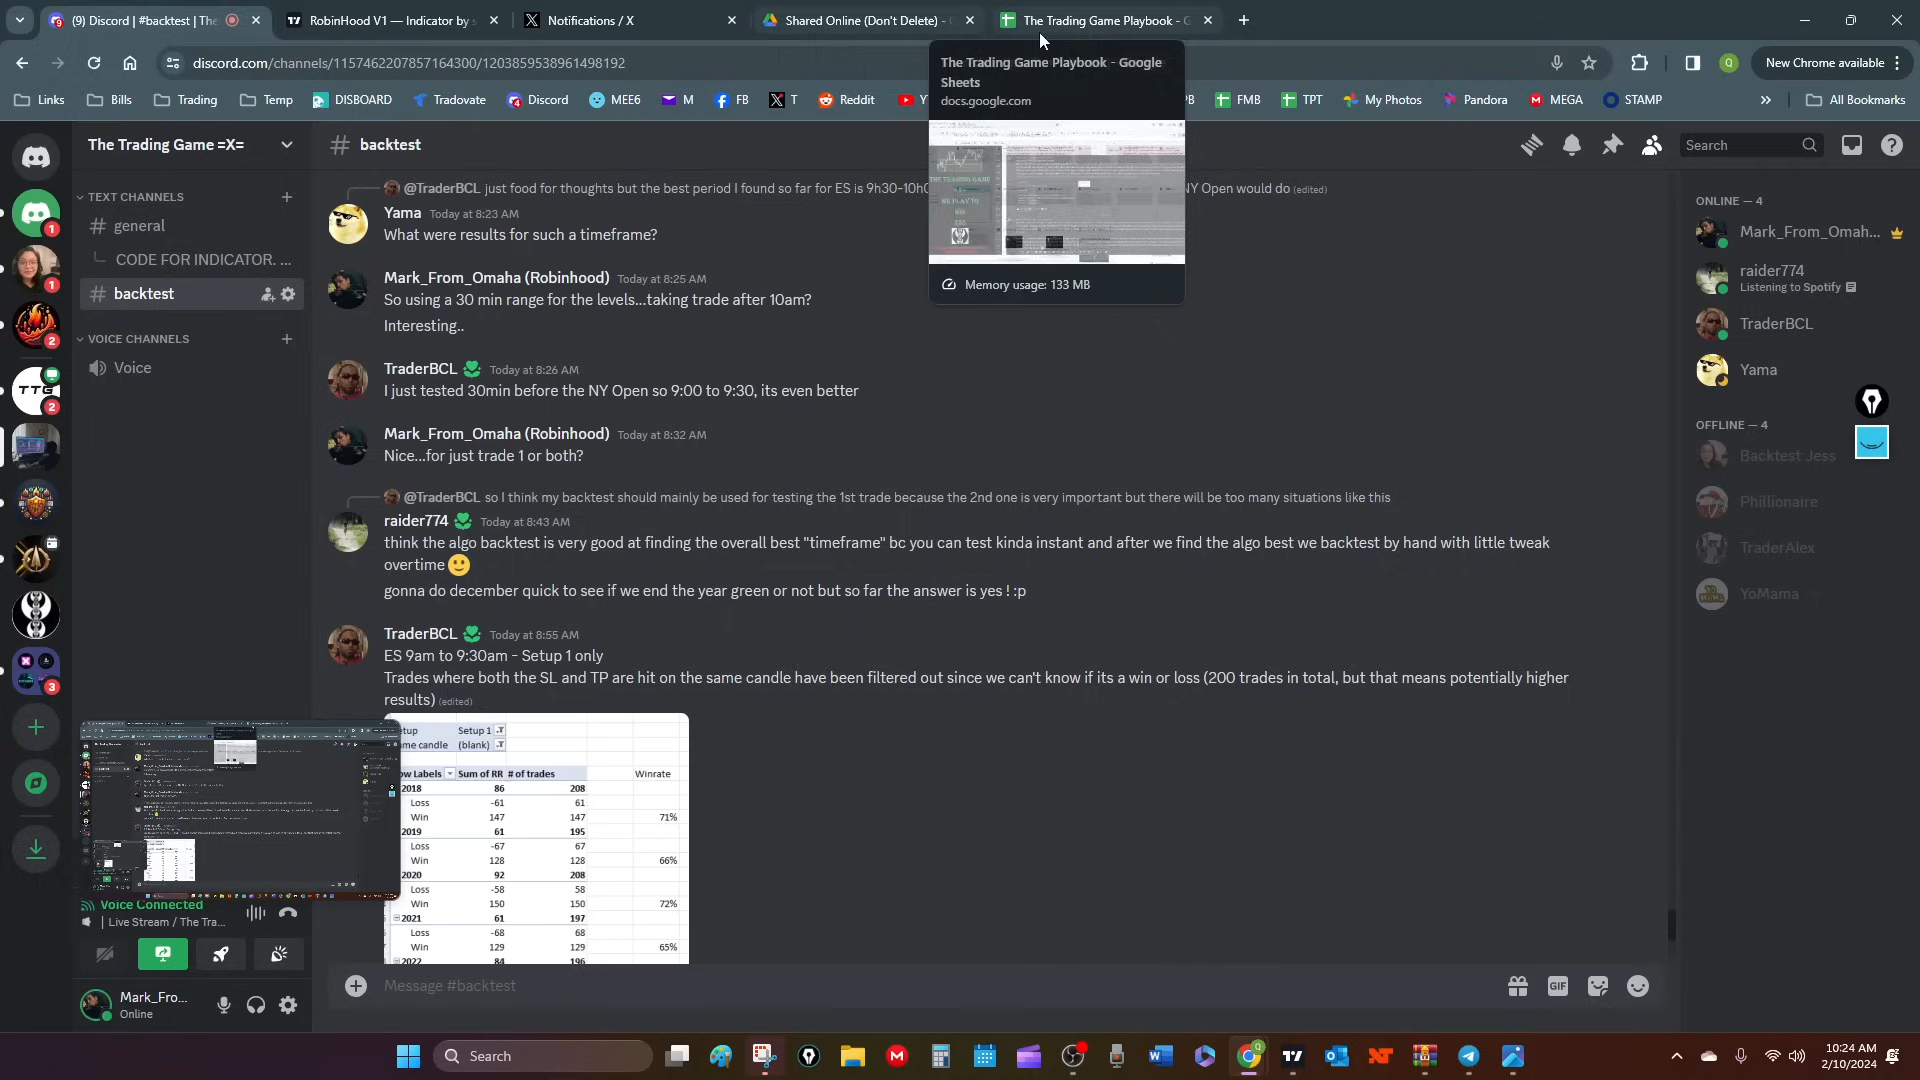 (9) Discord | #backtest | The
RobinHood V1 — Indicator by s
Notifications / X
Shared Online (Don't Delete) -
The Trading Game Playbook - G
discord.com/channels/1157462207857164300/1203859538961498192
New Chrome available
Links
Bills
Trading
Temp
DISBOARD
Tradovate
Discord
MEE6
M
FB
T
Reddit
FMB
TPT
My Photos
Pandora
MEGA
STAMP
All Bookmarks
The Trading Game Playbook - Google
Sheets
docs.google.com
Memory usage: 133 MB
The Trading Game =X=
TEXT CHANNELS
general
CODE FOR INDICATOR. ...
backtest
VOICE CHANNELS
Voice
backtest
Search
@TraderBCL just food for thoughts but the best period I found so far for ES is 9h30-10h
NY Open would do (edited)
Yama Today at 8:23 AM
What were results for such a timeframe?
Mark_From_Omaha (Robinhood) Today at 8:25 AM
So using a 30 min range for the levels...taking trade after 10am?
Interesting..
TraderBCL Today at 8:26 AM
I just tested 30min before the NY Open so 9:00 to 9:30, its even better
Mark_From_Omaha (Robinhood) Today at 8:32 AM
Nice...for just trade 1 or both?
@TraderBCL so I think my backtest should mainly be used for testing the 1st trade because the 2nd one is very important but there will be too many situations like this
raider774 Today at 8:43 AM
think the algo backtest is very good at finding the overall best "timeframe" bc you can test kinda instant and after we find the algo best we backtest by hand with little tweak
overtime
gonna do december quick to see if we end the year green or not but so far the answer is yes ! :p
TraderBCL Today at 8:55 AM
ES 9am to 9:30am - Setup 1 only
Trades where both the SL and TP are hit on the same candle have been filtered out since we can't know if its a win or loss (200 trades in total, but that means potentially higher
results) (edited)
etup Setup 1
ame candle (blank)
ow Labels Sum of RR # of trades Winrate
2018 86 208
Loss -61 61
Win 147 147 71%
2019 61 195
Loss -67 67
Win 128 128 66%
2020 92 208
Loss -58 58
Win 150 150 72%
2021 61 197
Loss -68 68
Win 129 129 65%
2022 84 196
Message #backtest
GIF
ONLINE — 4
Mark_From_Omah...
raider774
Listening to Spotify
TraderBCL
Yama
OFFLINE — 4
Backtest Jess
Phillionaire
TraderAlex
YoMama
Voice Connected
Live Stream / The Tra...
Mark_Fro...
Online
Search
10:24 AM
2/10/2024